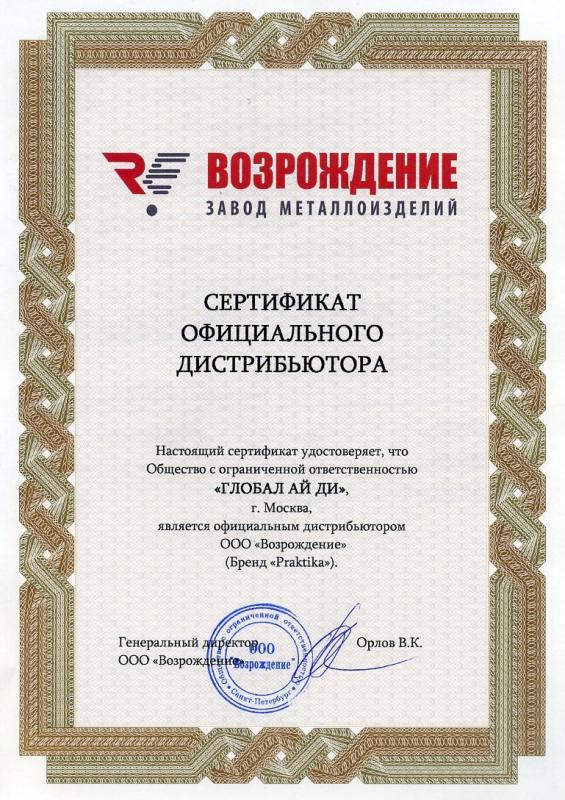 ВОЗРОЖДЕНИЕ
ЗАВОД МЕТАЛЛОИЗДЕЛИЙ
СЕРТИФИКАТ
ОФИЦИАЛЬНОГО
ДИСТРИБЬЮТОРА
Настоящий сертификат удостоверяет, что
Общество с ограниченной ответственностью
«ГЛОБАЛ АЙ ДИ»,
г. Москва,
является официальным дистрибьютором
ООО «Возрождение»
(Бренд «Praktika»).
Генеральный директор Орлов В.К.
ООО «Возрождение»
Общество с ограниченной ответственностью
ООО
"Возрождение"
Санкт-Петербург